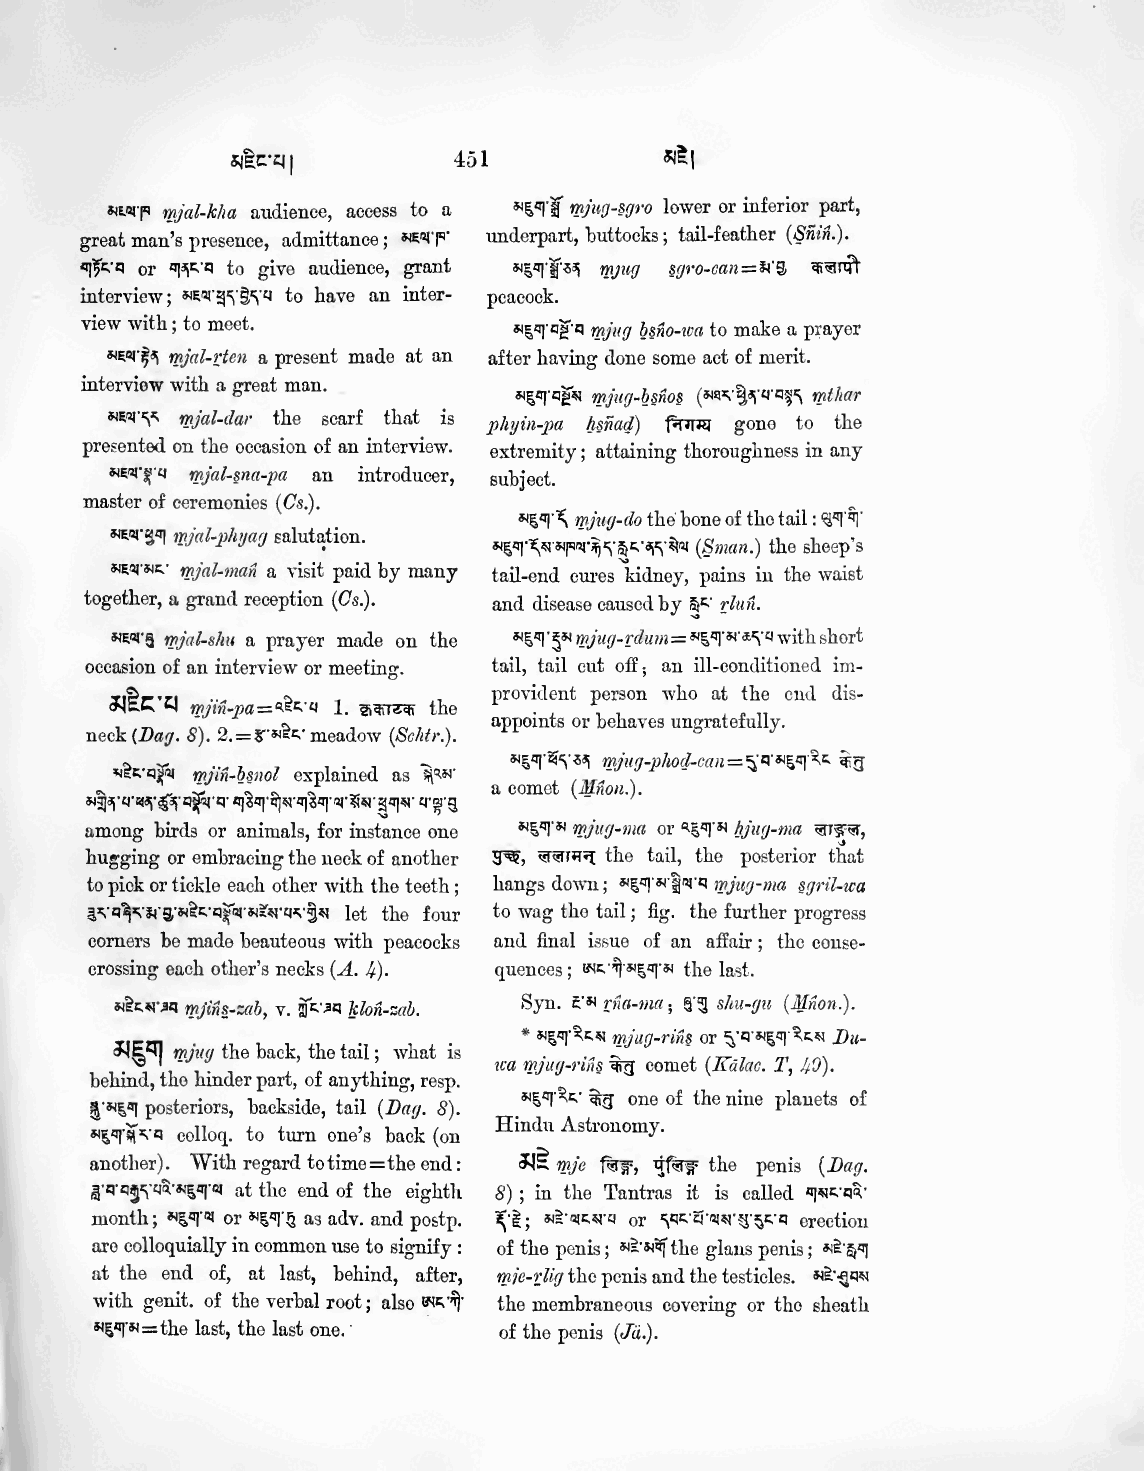 མཇིང་པ།
451
མཇེ།
མཇལ་ཁ mjal-kha audience, access to a
great man's presence, admittance; མཇལ་ཁ་
གཏོང་བ or གནང་བ to give audience, grant
interview; མཇལ་ཕྲད་བྱེད་པ to have an inter-
view with; to meet.
མཇལ་རྟེན mjal-rten a present made at an
interview with a great man.
མཇལ་དར mjal-dar the scarf that is
presented on the occasion of an interview.
མཇལ་སྣ་པ mjal-sna-pa an introducer,
master of ceremonies (Cs.).
མཇལ་ཕྱག mjal-phyag salutation.
མཇལ་མང་ mjal-mañ a visit paid by many
together, a grand reception (Cs.).
མཇལ་ཞུ mjal-shu a prayer made on the
occasion of an interview or meeting.
མཇིང་པ mjiñ-pa=འཇིང་པ 1. the
neck (Dag. 8). 2.=རྩ་མཇིང་ meadow (Schtr.).
མཇིང་བསྣོལ mjiñ-bsnol explained as
among birds or animals, for instance one
hugging or embracing the neck of another
to pick or tickle each other with the teeth;
ཟུར་བཞིར་རྨ་བྱ་མཇིང་བསྣོལ་མཛེས་པར་གྱིས let the four
corners be made beauteous with peacocks
crossing each other's necks (A. 4).
མཇིངས་ཟབ mjiñs-zab, v. ཀློང་ཟབ kloñ-zab.
མཇུག mjug the back, the tail; what is
behind, the hinder part, of anything, resp.
སྐུ་མཇུག posteriors, backside, tail (Dag. 8).
མཇུག་སྐོར་བ colloq. to turn one's back (on
another). With regard to time=the end:
ཟླ་བ་བརྒྱད་པའི་མཇུག་ལ at the end of the eighth
month; མཇུག་ལ or མཇུག་ཏུ as adv. and postp.
are colloquially in common use to signify:
at the end of, at last, behind, after,
with genit. of the verbal root; also ཡང་གི་
མཇུག་མ=the last, the last one.
མཇུག་སྒྲོ mjug-sgro lower or inferior part,
underpart, buttocks; tail-feather (Sñiñ.).
མཇུག་སྒྲོ་ཅན mjug sgro-can=རྨ་བྱ कलापी
peacock.
མཇུག་བསྔོ་བ mjug bsño-wa to make a prayer
after having done some act of merit.
མཇུག་བསྔོས mjug-bsños (མཐར་ཕྱིན་པ་བསྙད mthar
phyin-pa bsñad) निगम्य gone to the
extremity; attaining thoroughness in any
subject.
མཇུག་དོ mjug-do the bone of the tail: ལུག་གི་
མཇུག་དོས་མཁལ་རྐེད་རླུང་ནད་སེལ (Sman.) the sheep's
tail-end cures kidney, pains in the waist
and disease caused by རླུང་ rluñ.
མཇུག་རྡུམ mjug-rdum=མཇུག་མ་ཆད་པ with short
tail, tail cut off; an ill-conditioned im-
provident person who at the end dis-
appoints or behaves ungratefully.
མཇུག་ཕོད་ཅན mjug-phod-can=དུ་བ་མཇུག་རིང केतु
a comet (Mñon.).
མཇུག་མ mjug-ma or འཇུག་མ hjug-ma लाङ्गूल,
पुच्छ, लालामन् the tail, the posterior that
hangs down; མཇུག་མ་སྒྲིལ་བ mjug-ma sgril-wa
to wag the tail; fig. the further progress
and final issue of an affair; the conse-
quences; ཡང་གི་མཇུག་མ the last.
Syn. རྔ་མ rña-ma; ཞུ་གུ shu-gu (Mñon.).
* མཇུག་རིངས mjug-riñs or དུ་བ་མཇུག་རིངས Du-
wa mjug-riñs केतु comet (Kālac. T, 49).
མཇུག་རིང་ केतु one of the nine planets of
Hindu Astronomy.
མཇེ mje लिङ्ग, पुंलिङ्ग the penis (Dag.
8); in the Tantras it is called གསང་བའི་
རྡོ་རྗེ; མཇེ་ལངས་པ or དབང་པོ་ལས་སུ་རུང་བ erection
of the penis; མཇེ་མགོ the glans penis; མཇེ་རླིག
mje-rlig the penis and the testicles. མཇེ་ཤུབས
the membraneous covering or the sheath
of the penis (Jä.).